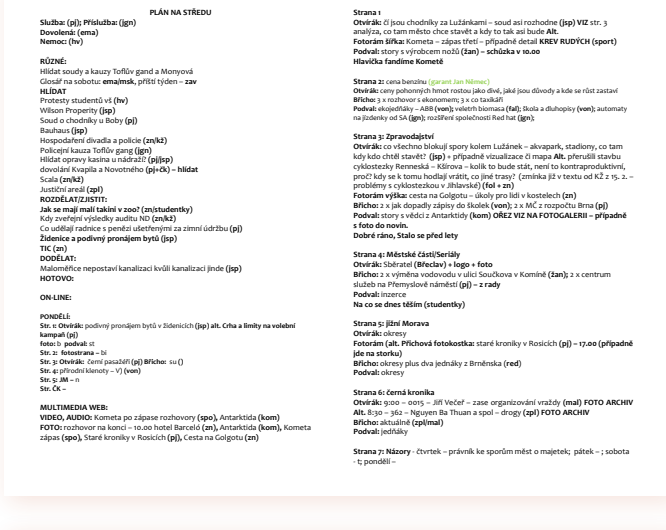 PLÁN NA STŘEDU
Služba: (pj); Příslužba: (jgn)
Dovolená: (ema)
Nemoc: (hv)
RŮZNÉ:
Hlídat soudy a kauzy Toflův gand a Monyová
Glosář na sobotu: ema/msk, příští týden – zav
HLÍDAT
Protesty studentů vš (hv)
Wilson Properity (jsp)
Soud o chodníky u Boby (pj)
Bauhaus (jsp)
Hospodaření divadla a policie (zn/kž)
Policejní kauza Toflův gang (jgn)
Hlídat opravy kasina u nádraží? (pj/jsp)
dovolání Kvapila a Novotného (pj+čk) – hlídat
Scala (zn/kž)
Justiční areál (zpl)
ROZDĚLAT/ZJISTIT:
Jak se mají malí takíni v zoo? (zn/studenty)
Kdy zveřejní výsledky auditu ND (zn/kž)
Co udělají radnice s penězi ušetřenými za zimní údržbu (pj)
Židenice a podivný pronájem bytů (jsp)
TIC (zn)
DODĚLAT:
Maloměřice nepostaví kanalizaci kvůli kanalizaci jinde (jsp)
HOTOVO:
ON-LINE:
PONDĚLÍ:
Str. 1: Otvírák: podivný pronájem bytů v židenicích (jsp) alt. Crha a limity na volební
kampaň (pj)
foto: b podval: st
Str. 2: fotostrana – bi
Str. 3: Otvírák: černí pasažéři (pj) Břicho: su ()
Str. 4: přírodní klenoty – V) (von)
Str. 5: JM – n
Str. ČK –
MULTIMEDIA WEB:
VIDEO, AUDIO: Kometa po zápase rozhovory (spo), Antarktida (kom)
FOTO: rozhovor na konci – 10.00 hotel Barceló (zn), Antarktida (kom), Kometa
zápas (spo), Staré kroniky v Rosicích (pj), Cesta na Golgotu (zn)
Strana 1
Otvírák: čí jsou chodníky za Lužánkami – soud asi rozhodne (jsp) VIZ str. 3
analýza, co tam město chce stavět a kdy to tak asi bude Alt.
Fotorám šířka: Kometa – zápas třetí – případně detail KREV RUDÝCH (sport)
Podval: story s výrobcem nožů (žan) – schůzka v 10.00
Hlavička fandíme Kometě
Strana 2: cena benzínu (garant Jan Němec)
Otvírák: ceny pohonných hmot rostou jako divé, jaké jsou důvody a kde se růst zastaví
Břicho: 3 x rozhovor s ekonomem; 3 x co taxikáři
Podval: ekojedňáky – ABB (von); veletrh biomasa (fal); škola a dluhopisy (von); automaty
na jízdenky od SA (jgn); rozšíření společnosti Red hat (jgn);
Strana 3: Zpravodajství
Otvírák: co všechno blokují spory kolem Lužánek – akvapark, stadiony, co tam
kdy kdo chtěl stavět? (jsp) + případně vizualizace či mapa Alt. přerušili stavbu
cyklostezky Renneská – Kšírova – kolik to bude stát, není to kontraproduktivní,
proč? kdy se k tomu hodlají vrátit, co jiné trasy? (zmínka již v textu od KŽ z 15. 2. –
problémy s cyklostezkou v Jihlavské) (fol + zn)
Fotorám výška: cesta na Golgotu – úkoly pro lidi v kostelech (zn)
Břicho: 2 x jak dopadly zápisy do školek (von); 2 x MČ z rozpočtu Brna (pj)
Podval: story s vědci z Antarktidy (kom) OŘEZ VIZ NA FOTOGALERII – případně
s foto do novin.
Dobré ráno, Stalo se před lety
Strana 4: Městské části/Seriály
Otvírák: Sběratel (Břeclav) + logo + foto
Břicho: 2 x výměna vodovodu v ulici Součkova v Komíně (žan); 2 x centrum
služeb na Přemyslově náměstí (pj) – z rady
Podval: inzerce
Na co se dnes těším (studentky)
Strana 5: jižní Morava
Otvírák: okresy
Fotorám (alt. Příchová fotokostka: staré kroniky v Rosicích (pj) – 17.00 (případně
jde na storku)
Břicho: okresy plus dva jednáky z Brněnska (red)
Podval: okresy
Strana 6: černá kronika
Otvírák: 9:00 – 0015 – Jiří Večeř – zase organizování vraždy (mal) FOTO ARCHIV
Alt. 8:30 – 362 – Nguyen Ba Thuan a spol – drogy (zpl) FOTO ARCHIV
Břicho: aktuálně (zpl/mal)
Podval: jedňáky
Strana 7: Názory - čtvrtek – právník ke sporům měst o majetek; pátek – ; sobota
- t; pondělí –